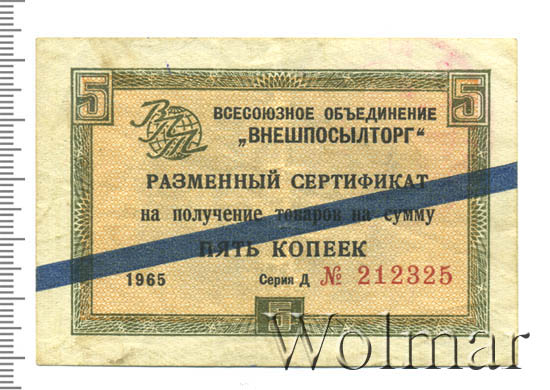 5 5
ВПТ
ВСЕСОЮЗНОЕ ОБЪЕДИНЕНИЕ
„ВНЕШПОСЫЛТОРГ“
РАЗМЕННЫЙ СЕРТИФИКАТ
на получение товаров на сумму
ПЯТЬ КОПЕЕК
1965 Серия Д № 212325
5
Wolmar